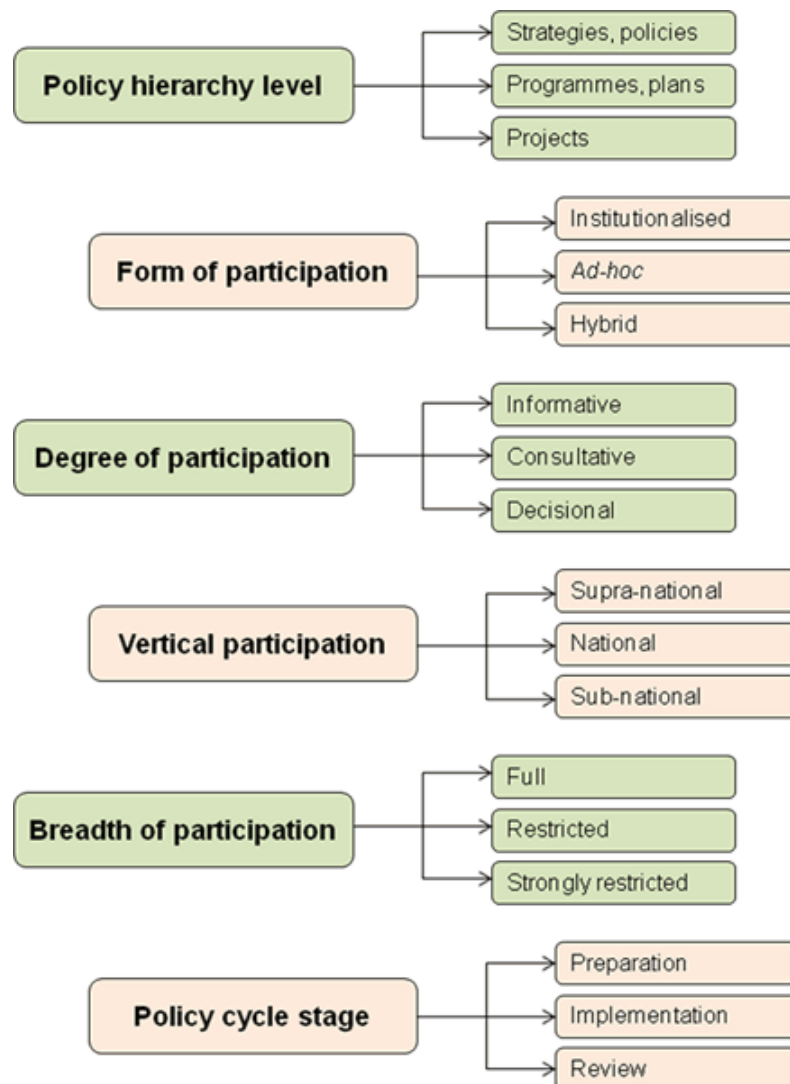 Policy hierarchy level
Strategies, policies
Programmes, plans
Projects
Form of participation
Institutionalised
Ad-hoc
Hybrid
Degree of participation
Informative
Consultative
Decisional
Vertical participation
Supra-national
National
Sub-national
Breadth of participation
Full
Restricted
Strongly restricted
Policy cycle stage
Preparation
Implementation
Review